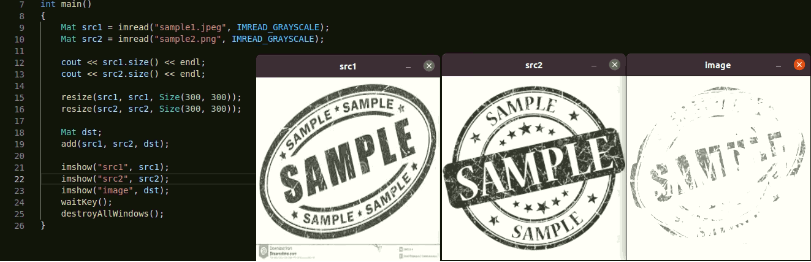 7 int main()
8 {
9 Mat src1 = imread("sample1.jpeg", IMREAD_GRAYSCALE);
10 Mat src2 = imread("sample2.png", IMREAD_GRAYSCALE);
11
12 cout << src1.size() << endl;
13 cout << src2.size() << endl;
14
15 resize(src1, src1, Size(300, 300));
16 resize(src2, src2, Size(300, 300));
17
18 Mat dst;
19 add(src1, src2, dst);
20
21 imshow("src1", src1);
22 imshow("src2", src2);
23 imshow("image", dst);
24 waitKey();
25 destroyAllWindows();
26 }
src1
SAMPLE ★ SAMPLE
SAMPLE
SAMPLE ★ SAMPLE
src2
SAMPLE
SAMPLE
SAMPLE
image